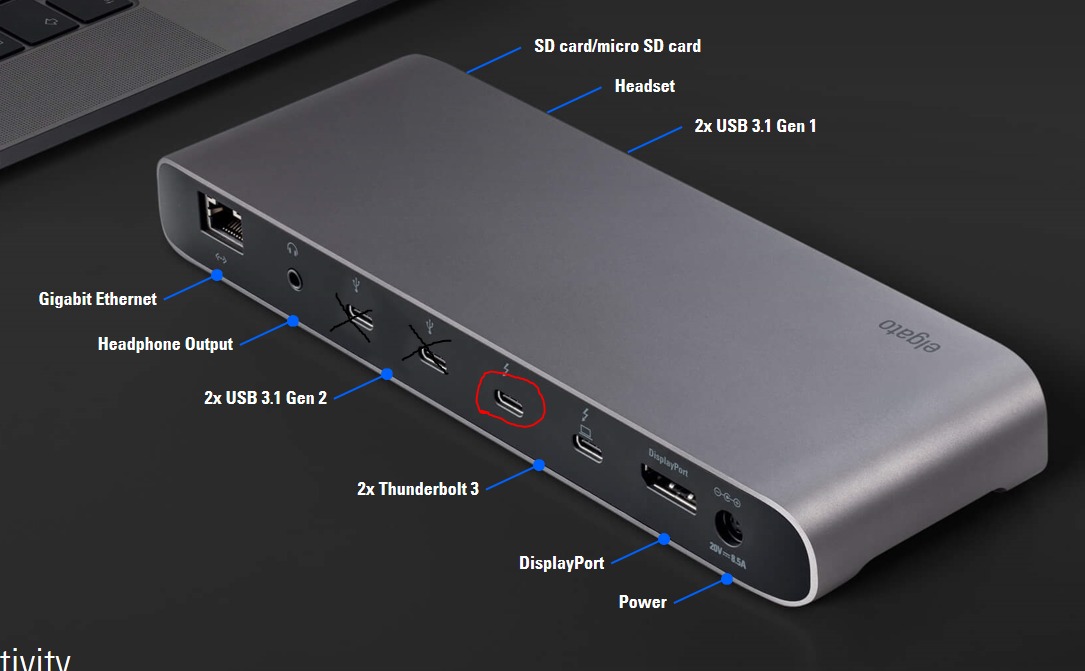 SD card/micro SD card
Headset
2x USB 3.1 Gen 1
elgato
Gigabit Ethernet
Headphone Output
2x USB 3.1 Gen 2
2x Thunderbolt 3
DisplayPort
20V⎓8.5A
DisplayPort
Power
tivity